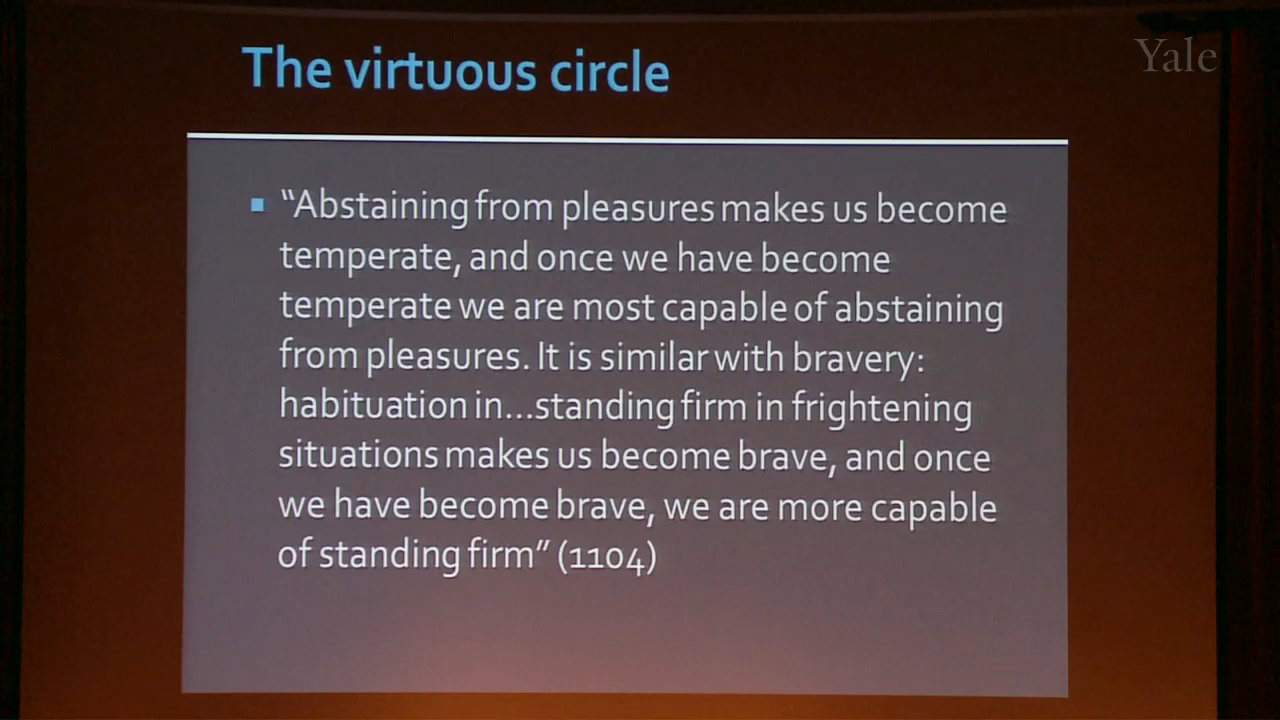 The virtuous circle
Yale
▪ “Abstaining from pleasures makes us become
temperate, and once we have become
temperate we are most capable of abstaining
from pleasures. It is similar with bravery:
habituation in...standing firm in frightening
situations makes us become brave, and once
we have become brave, we are more capable
of standing firm” (1104)